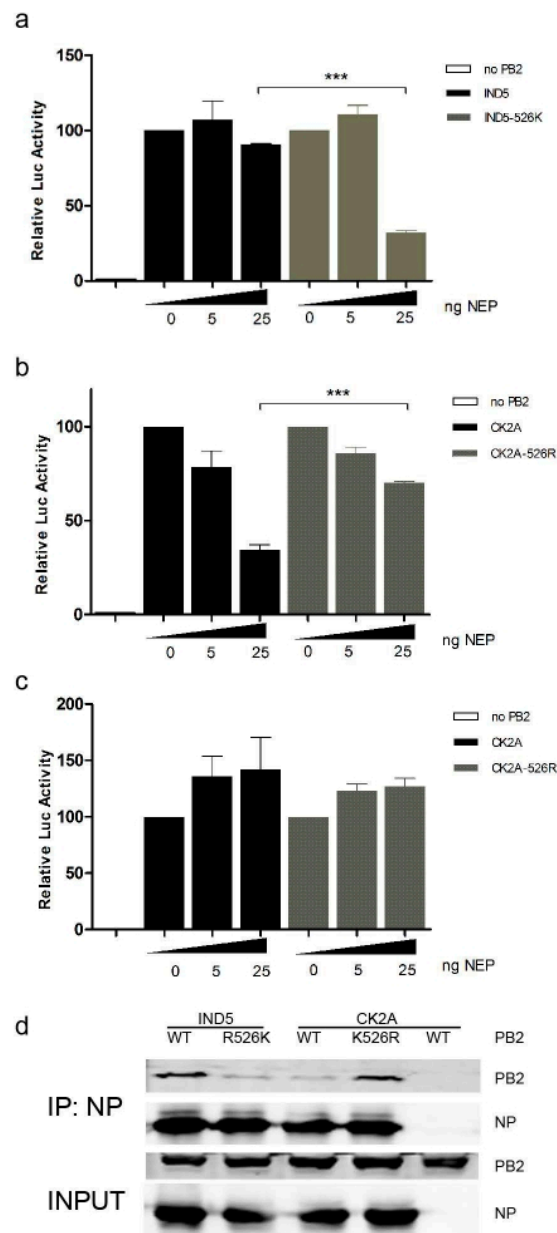 a
150
100
50
0
Relative Luc Activity
***
no PB2
IND5
IND5-526K
0 5 25 0 5 25
ng NEP
b
100
50
0
Relative Luc Activity
***
no PB2
CK2A
CK2A-526R
0 5 25 0 5 25
ng NEP
c
200
150
100
50
0
Relative Luc Activity
no PB2
CK2A
CK2A-526R
0 5 25 0 5 25
ng NEP
d
IND5 CK2A
WT R526K WT K526R WT PB2
IP: NP
PB2
NP
INPUT
PB2
NP